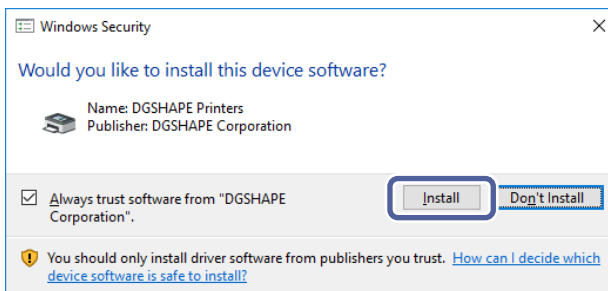 Windows Security
Would you like to install this device software?
Name: DGSHAPE Printers
Publisher: DGSHAPE Corporation
Always trust software from "DGSHAPE
Corporation".
Install
Don't Install
You should only install driver software from publishers you trust. How can I decide which
device software is safe to install?